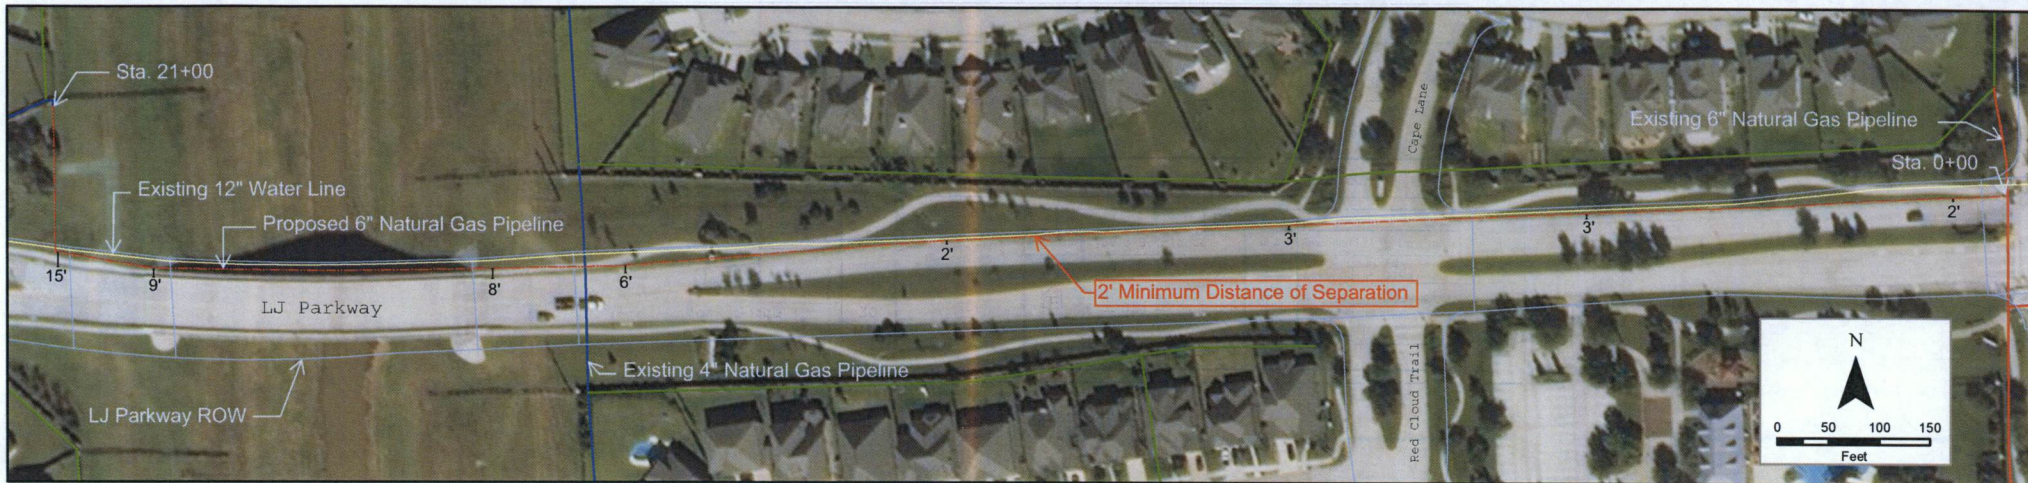 Sta. 21+00
Cape Lane
Existing 6" Natural Gas Pipeline
Sta. 0+00
Existing 12" Water Line
Proposed 6" Natural Gas Pipeline
15'
9'
8'
6'
2'
3'
3'
2'
LJ Parkway
2' Minimum Distance of Separation
Existing 4" Natural Gas Pipeline
LJ Parkway ROW
Red Cloud Trail
N
0 50 100 150
Feet